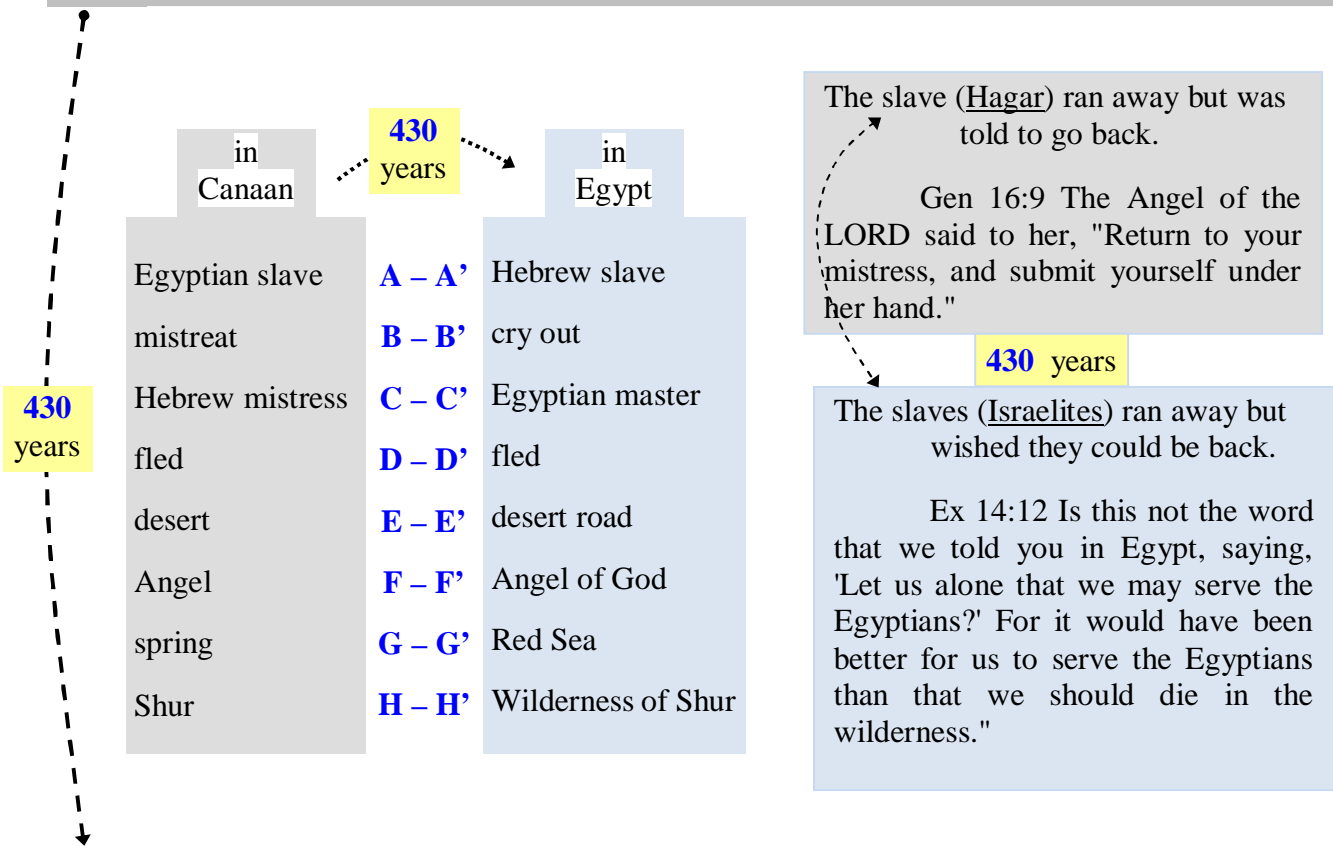 430
years
in
Canaan
430
years
in
Egypt
Egyptian slave A – A’ Hebrew slave
mistreat B – B’ cry out
Hebrew mistress C – C’ Egyptian master
fled D – D’ fled
desert E – E’ desert road
Angel F – F’ Angel of God
spring G – G’ Red Sea
Shur H – H’ Wilderness of Shur
The slave (Hagar) ran away but was
told to go back.
Gen 16:9 The Angel of the
LORD said to her, "Return to your
mistress, and submit yourself under
her hand."
430 years
The slaves (Israelites) ran away but
wished they could be back.
Ex 14:12 Is this not the word
that we told you in Egypt, saying,
'Let us alone that we may serve the
Egyptians?' For it would have been
better for us to serve the Egyptians
than that we should die in the
wilderness."